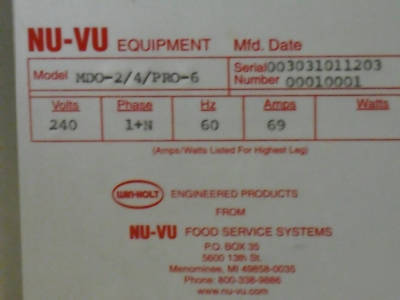 NU-VU EQUIPMENT Mfd. Date
Model MDO-2/4/PRO-6 Serial Number 003031011203 00010001
Volts Phase Hz Amps Watts
240 1+N 60 69
(Amps/Watts Listed For Highest Leg)
WIN-HOLT ENGINEERED PRODUCTS
FROM
NU-VU FOOD SERVICE SYSTEMS
P.O. BOX 35
5600 13th St.
Menominee, MI 49858-0035
Phone: 800-338-9886
www.nu-vu.com